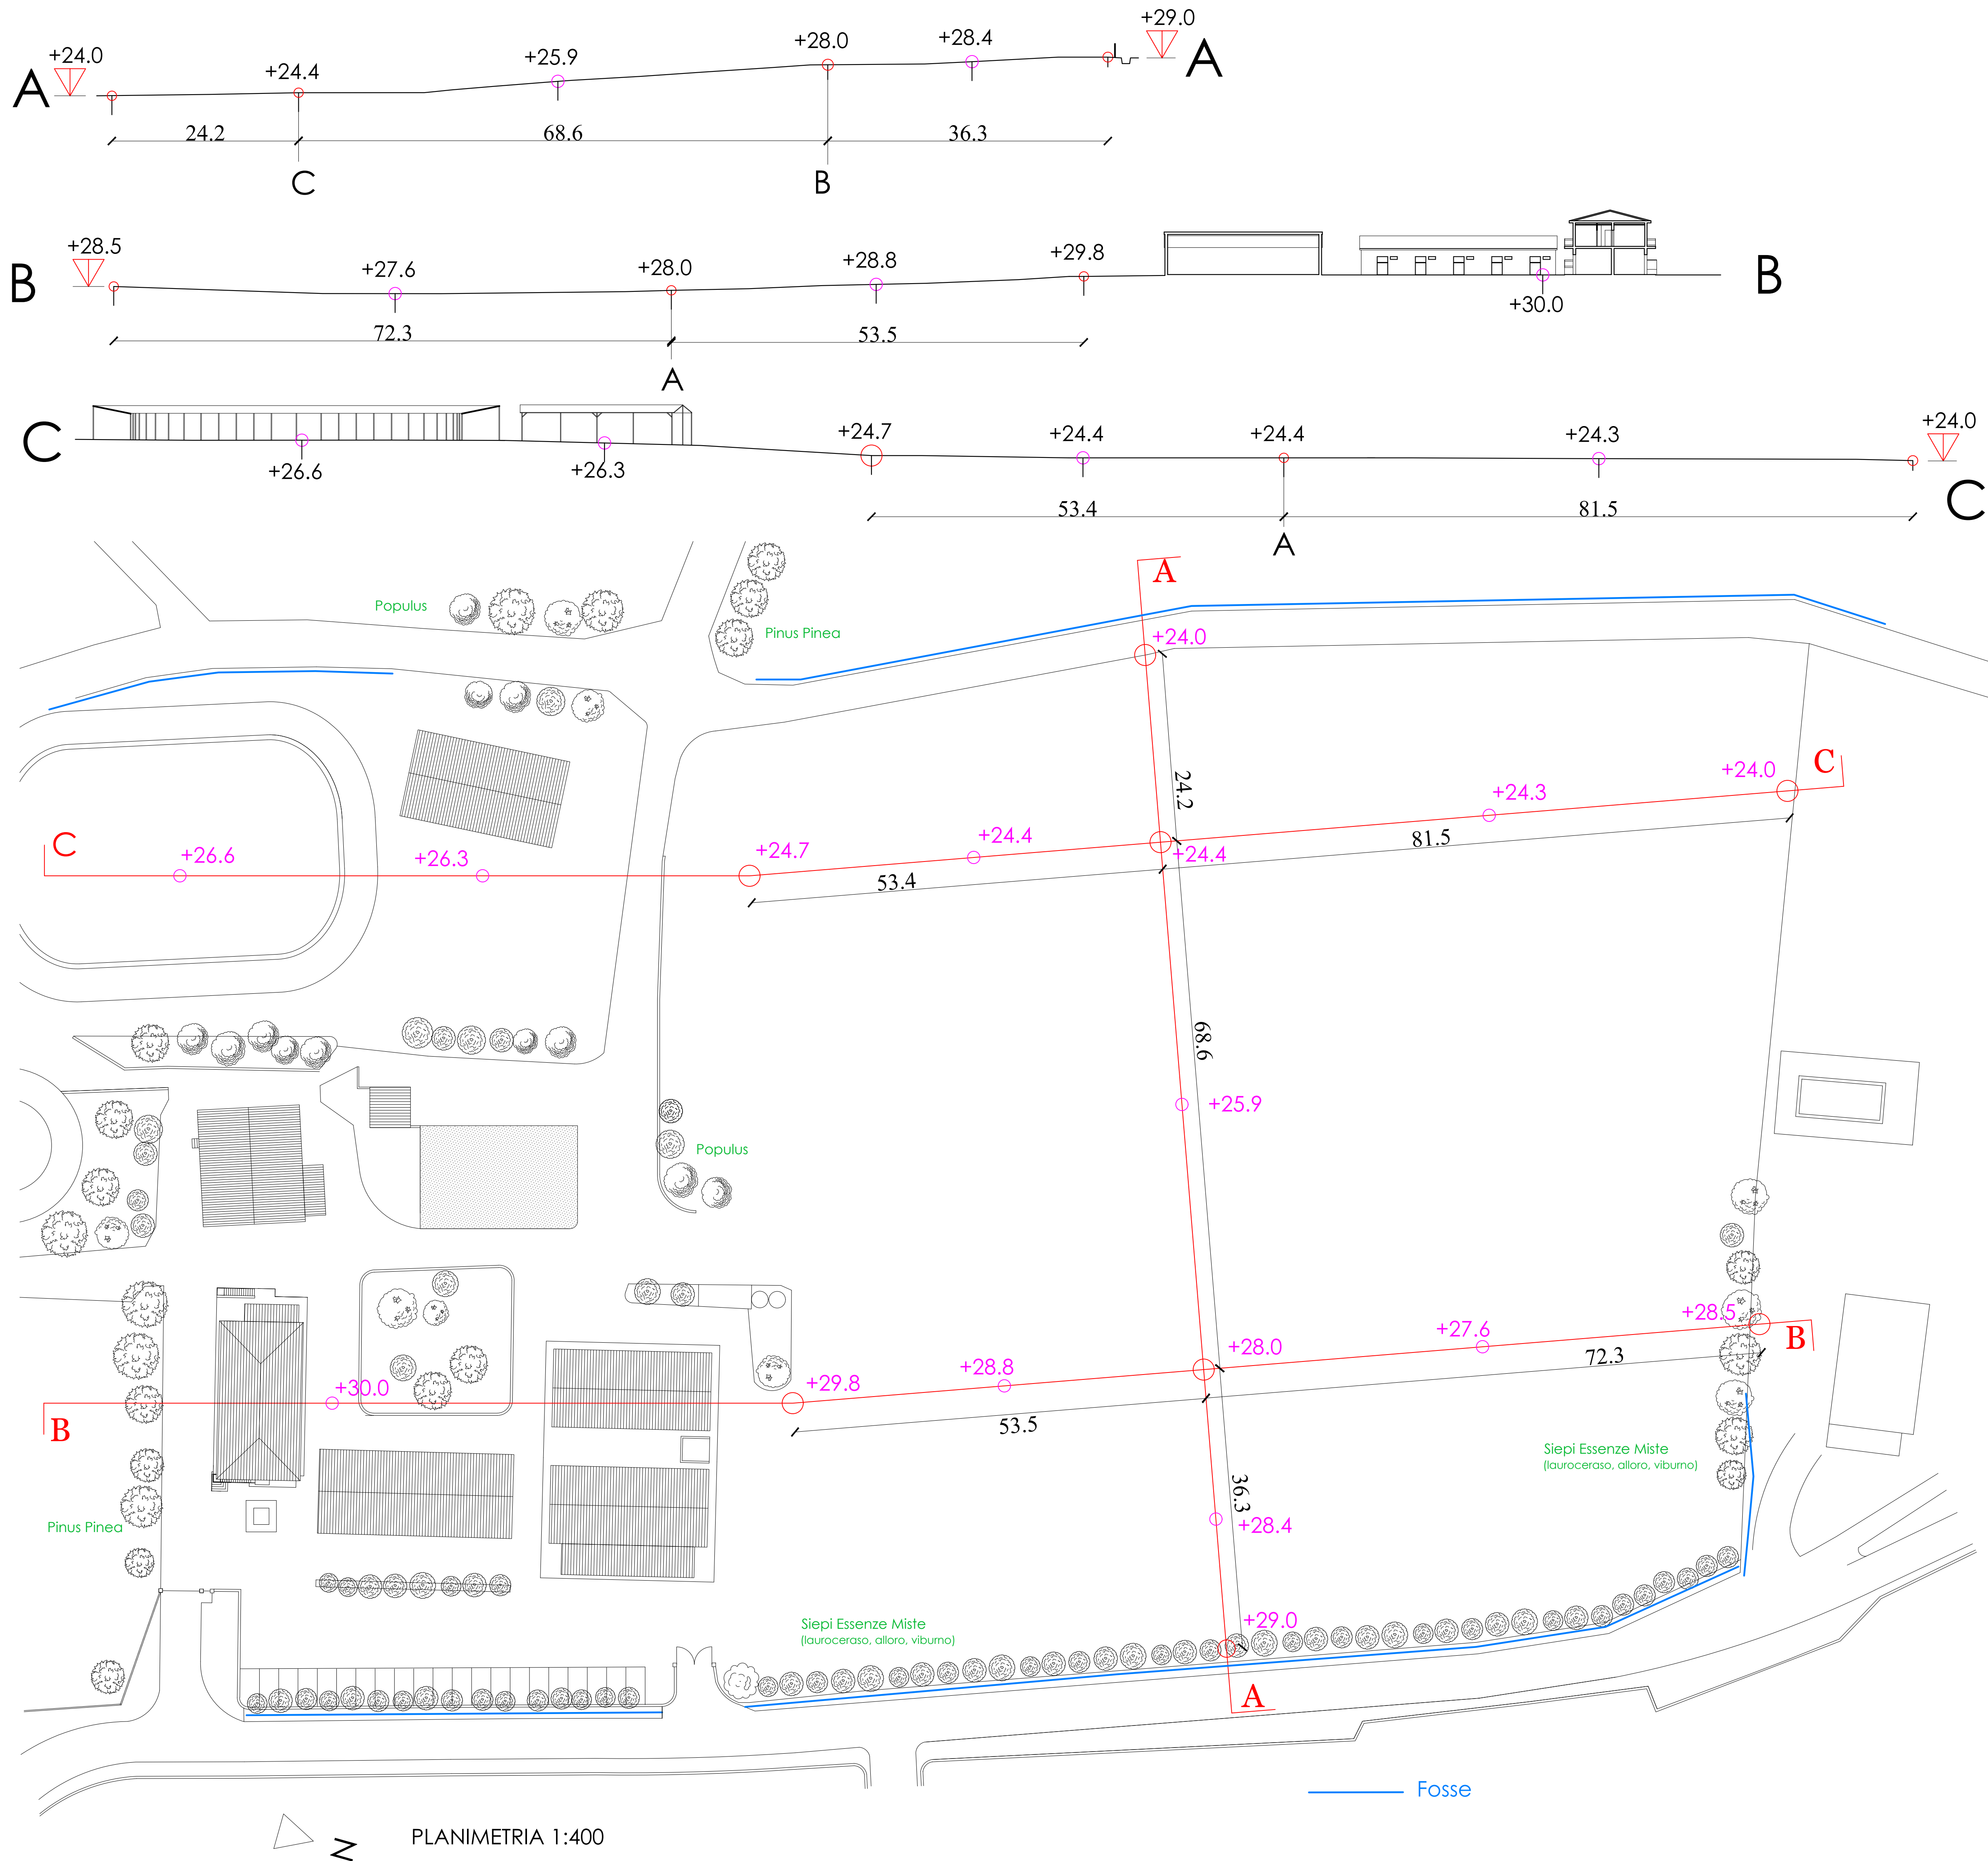 +29.0
+28.0
+28.4
+24.0
+25.9
+24.4
A
A
24.2
68.6
36.3
C
B
+28.5
+27.6
+28.0
+28.8
+29.8
B
B
+30.0
72.3
53.5
A
C
+24.7
+24.4
+24.4
+24.3
+24.0
+26.6
+26.3
C
53.4
81.5
A
A
Populus
Pinus Pinea
+24.0
C
+24.0
24.2
+24.3
C
+26.6
+26.3
+24.7
+24.4
+24.4
81.5
53.4
68.6
+25.9
Populus
+28.5
+27.6
B
+28.0
72.3
+28.8
+29.8
+30.0
B
53.5
Siepi Essenze Miste
(lauroceraso, alloro, viburno)
36.3
+28.4
Pinus Pinea
Siepi Essenze Miste
(lauroceraso, alloro, viburno)
+29.0
A
Fosse
N
PLANIMETRIA 1:400